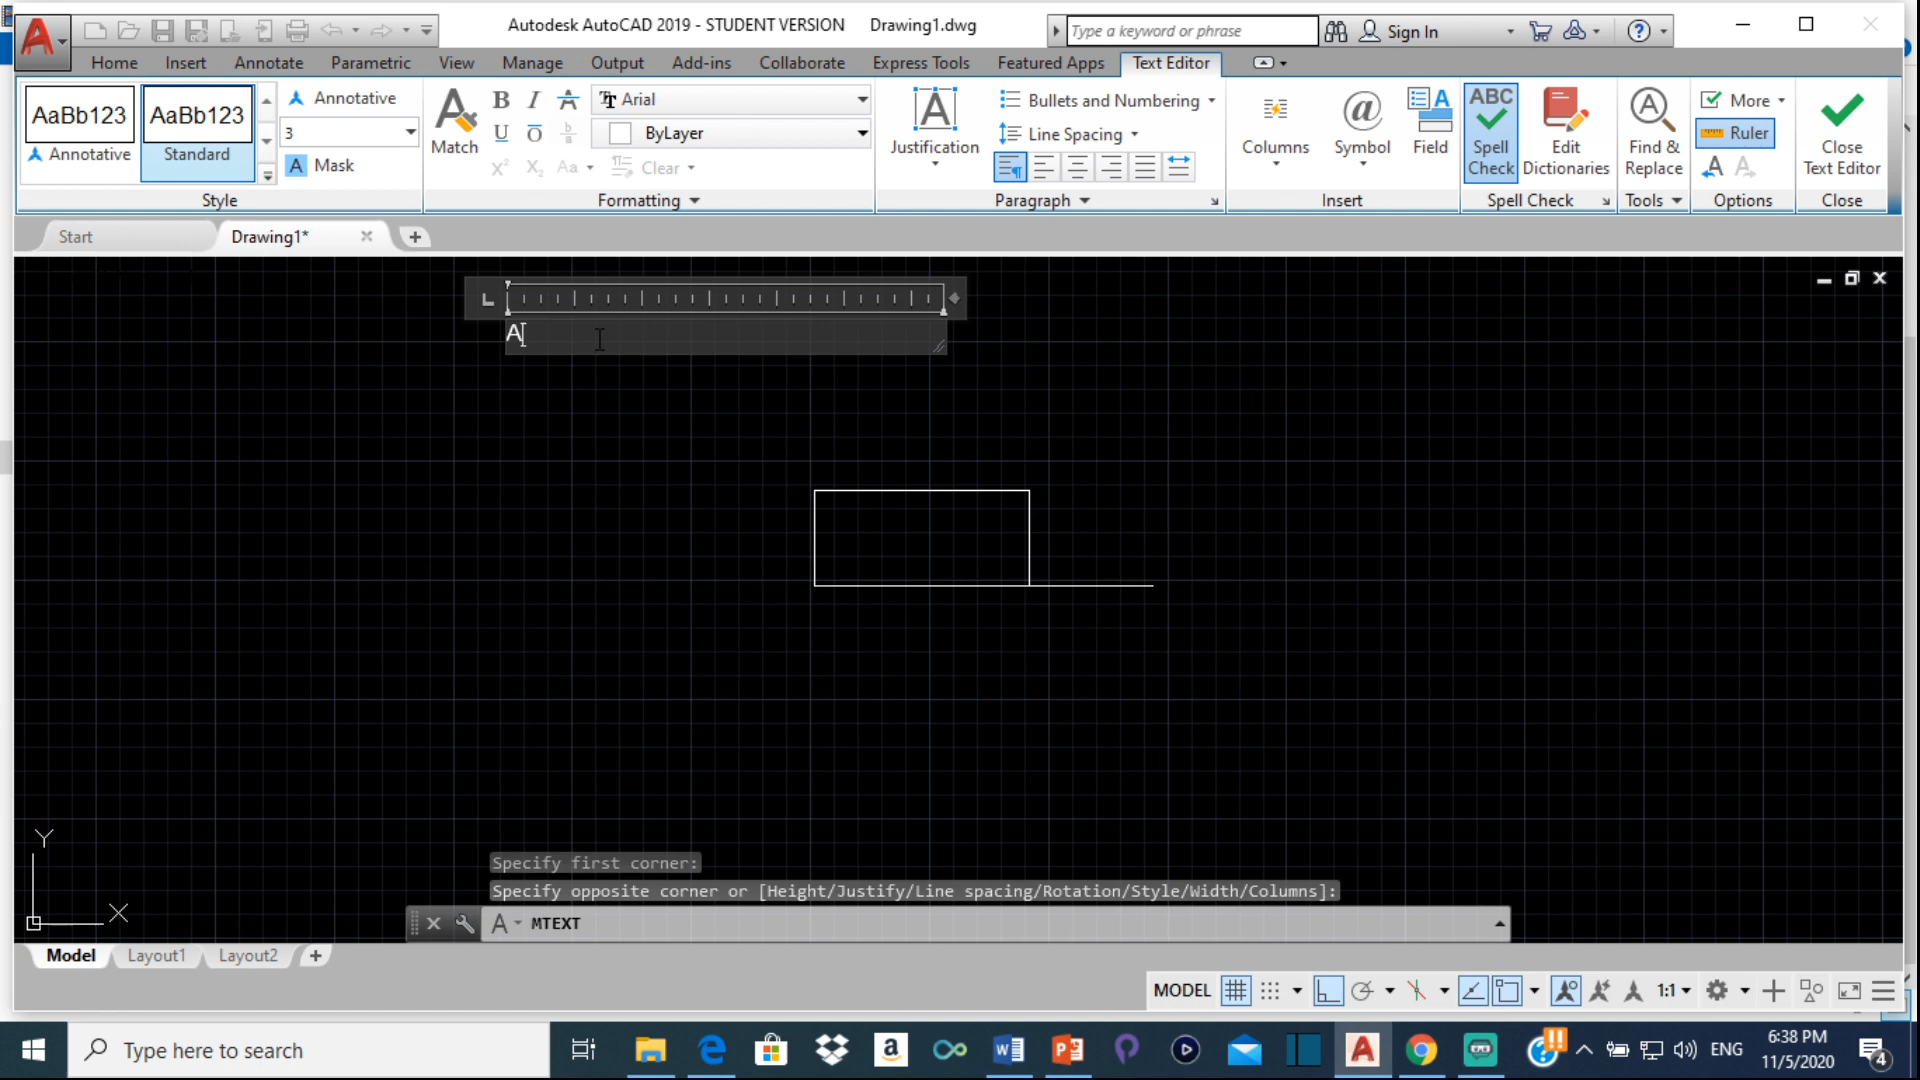 Autodesk AutoCAD 2019 - STUDENT VERSION Drawing1.dwg
Type a keyword or phrase
Sign In
Home Insert Annotate Parametric View Manage Output Add-ins Collaborate Express Tools Featured Apps Text Editor
AaBb123 AaBb123
Annotative Standard
Annotative
3
A Mask
Style
Match
B I A
Arial
U O b/a
ByLayer
X² X₂ Aa Clear
Formatting
Justification
Bullets and Numbering
Line Spacing
Paragraph
Columns Symbol Field
Insert
ABC
Spell Check
Edit Dictionaries
Spell Check
Find & Replace
Tools
More
Ruler
Options
Close Text Editor
Close
Start Drawing1*
A
Y
X
Specify first corner:
Specify opposite corner or [Height/Justify/Line spacing/Rotation/Style/Width/Columns]:
MTEXT
Model Layout1 Layout2
MODEL 1:1
Type here to search
ENG
6:38 PM
11/5/2020
4